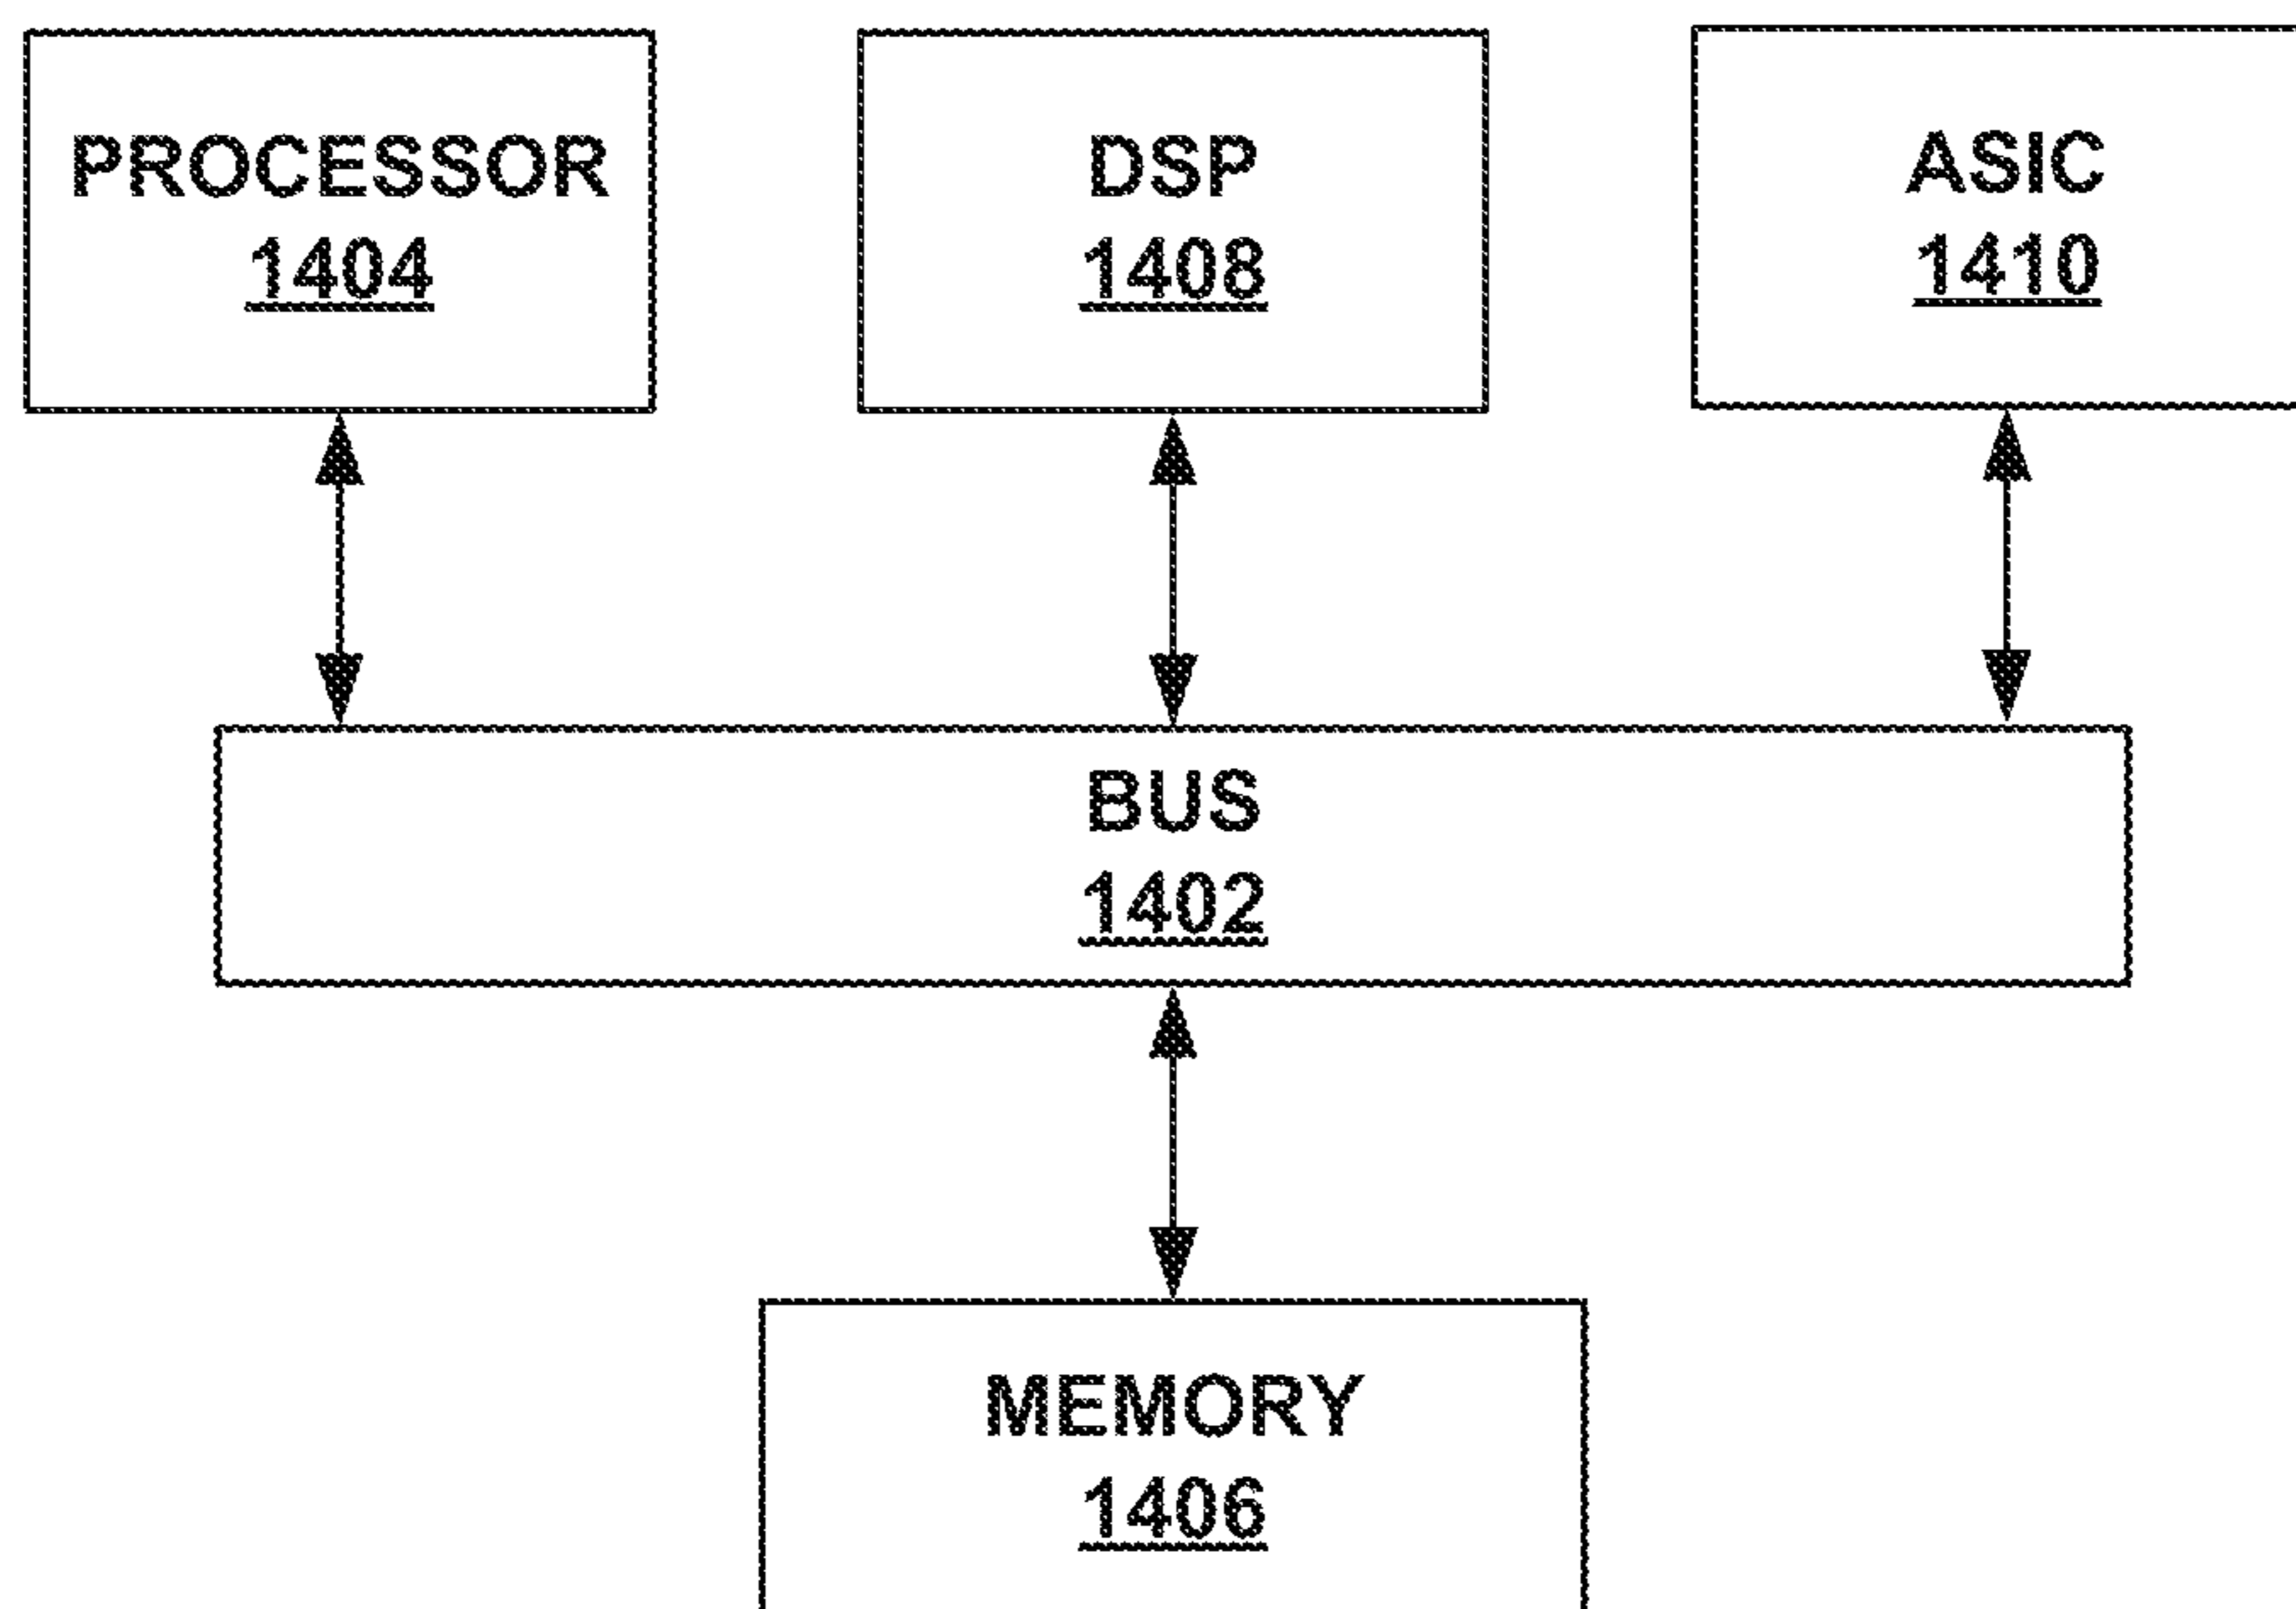 PROCESSOR
1404
DSP
1408
ASIC
1410
BUS
1402
MEMORY
1406